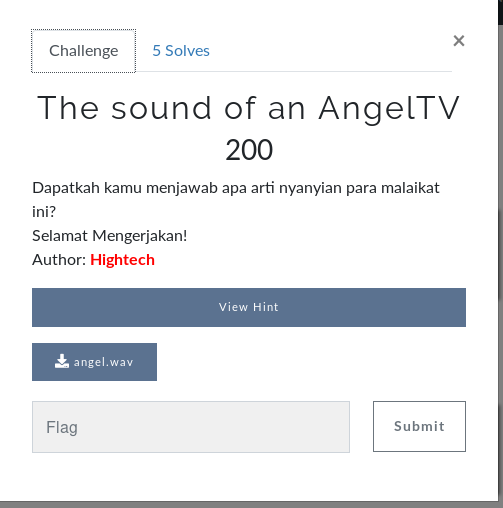 Challenge
5 Solves
×
The sound of an AngelTV
200
Dapatkah kamu menjawab apa arti nyanyian para malaikat
ini?
Selamat Mengerjakan!
Author: Hightech
View Hint
angel.wav
Flag
Submit